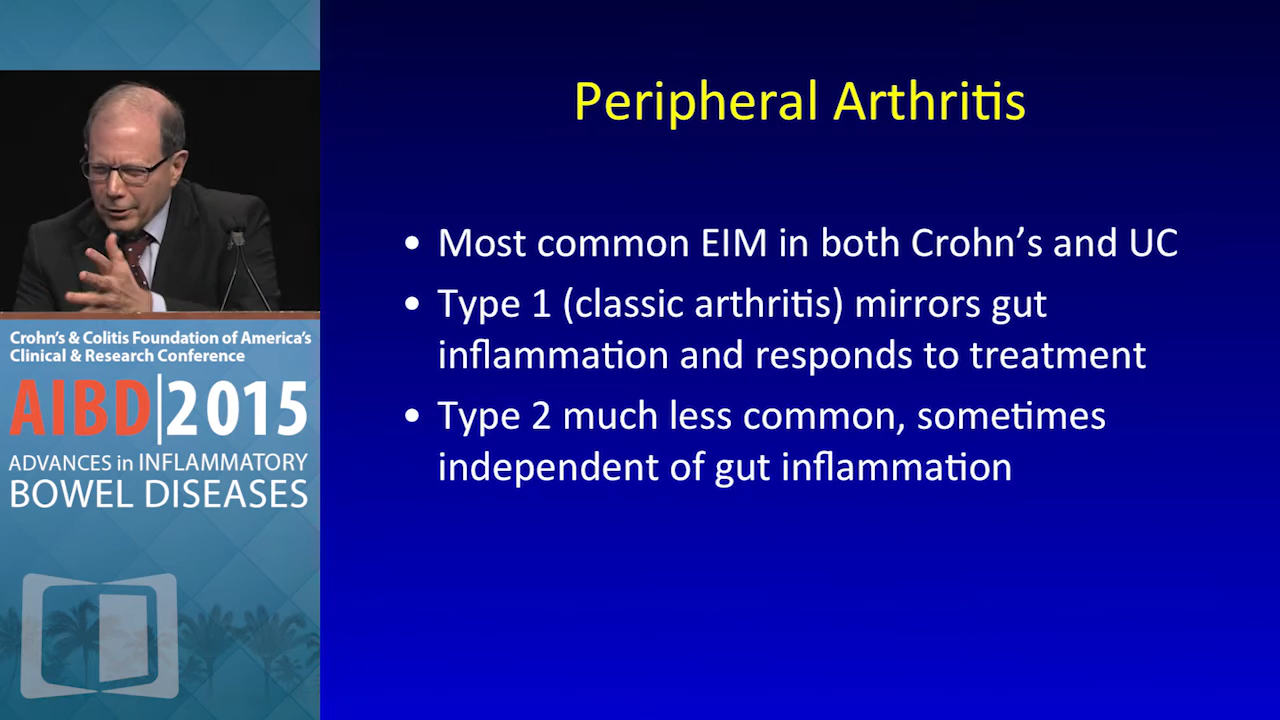 Peripheral Arthritis
• Most common EIM in both Crohn’s and UC
• Type 1 (classic arthritis) mirrors gut
inflammation and responds to treatment
• Type 2 much less common, sometimes
independent of gut inflammation
Crohn’s & Colitis Foundation of America’s
Clinical & Research Conference
AIBD|2015
ADVANCES in INFLAMMATORY
BOWEL DISEASES